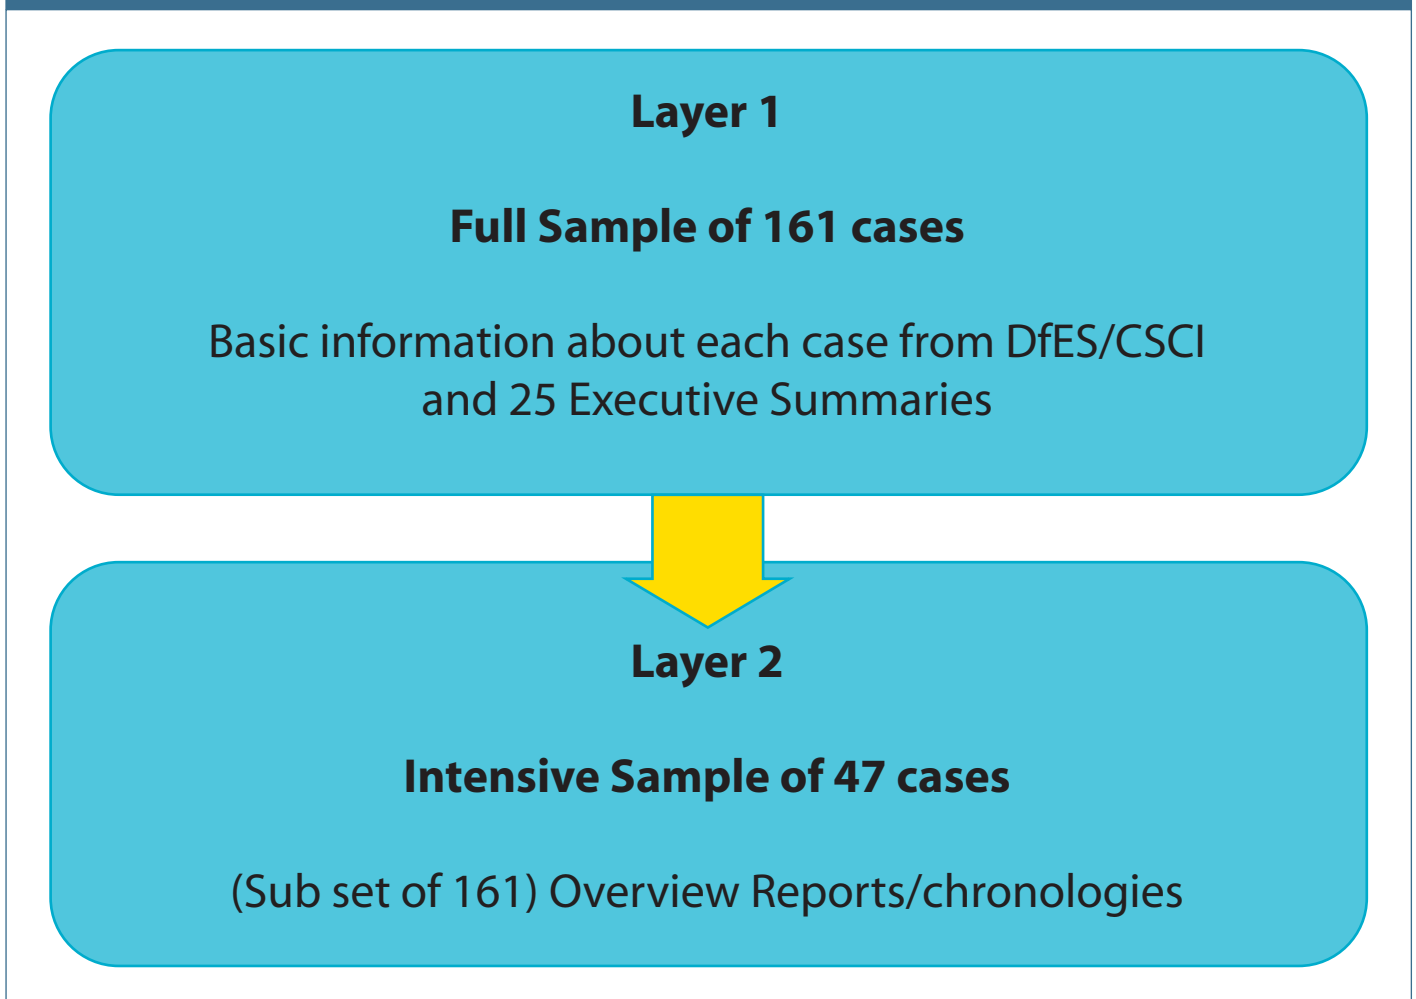 Layer 1
Full Sample of 161 cases
Basic information about each case from DfES/CSCI
and 25 Executive Summaries
Layer 2
Intensive Sample of 47 cases
(Sub set of 161) Overview Reports/chronologies